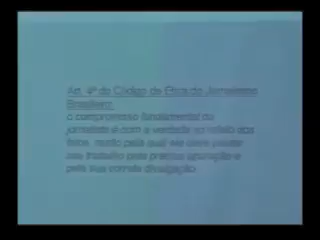 Art. 4º do Código de Ética do Jornalismo
Brasileiro:
o compromisso fundamental do
jornalista é com a verdade no relato dos
fatos, razão pela qual ele deve pautar
seu trabalho pela precisa apuração e
pela sua correta divulgação.